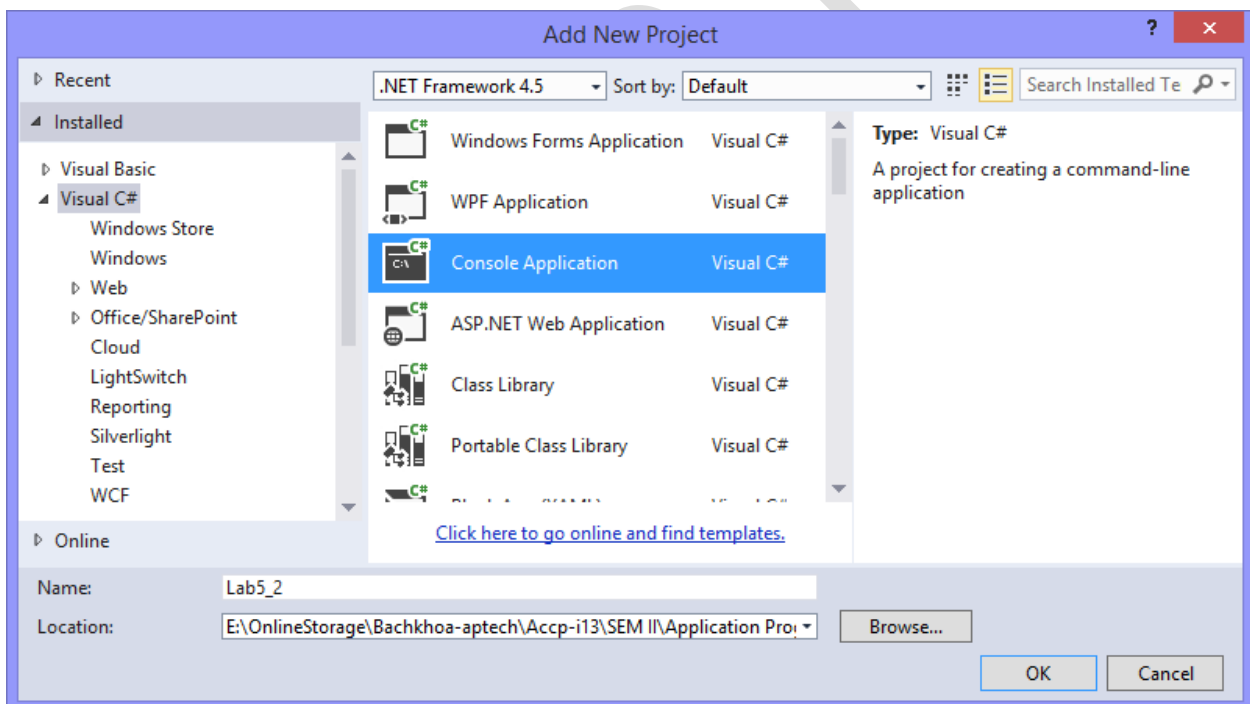 Add New Project
?
Recent
Installed
Visual Basic
Visual C#
Windows Store
Windows
Web
Office/SharePoint
Cloud
LightSwitch
Reporting
Silverlight
Test
WCF
Online
.NET Framework 4.5 Sort by: Default
Search Installed Te
Windows Forms Application Visual C#
WPF Application Visual C#
Console Application Visual C#
ASP.NET Web Application Visual C#
Class Library Visual C#
Portable Class Library Visual C#
Click here to go online and find templates.
Type: Visual C#
A project for creating a command-line
application
Name: Lab5_2
Location: E:\OnlineStorage\Bachkhoa-aptech\Accp-i13\SEM II\Application Pro
Browse...
OK Cancel